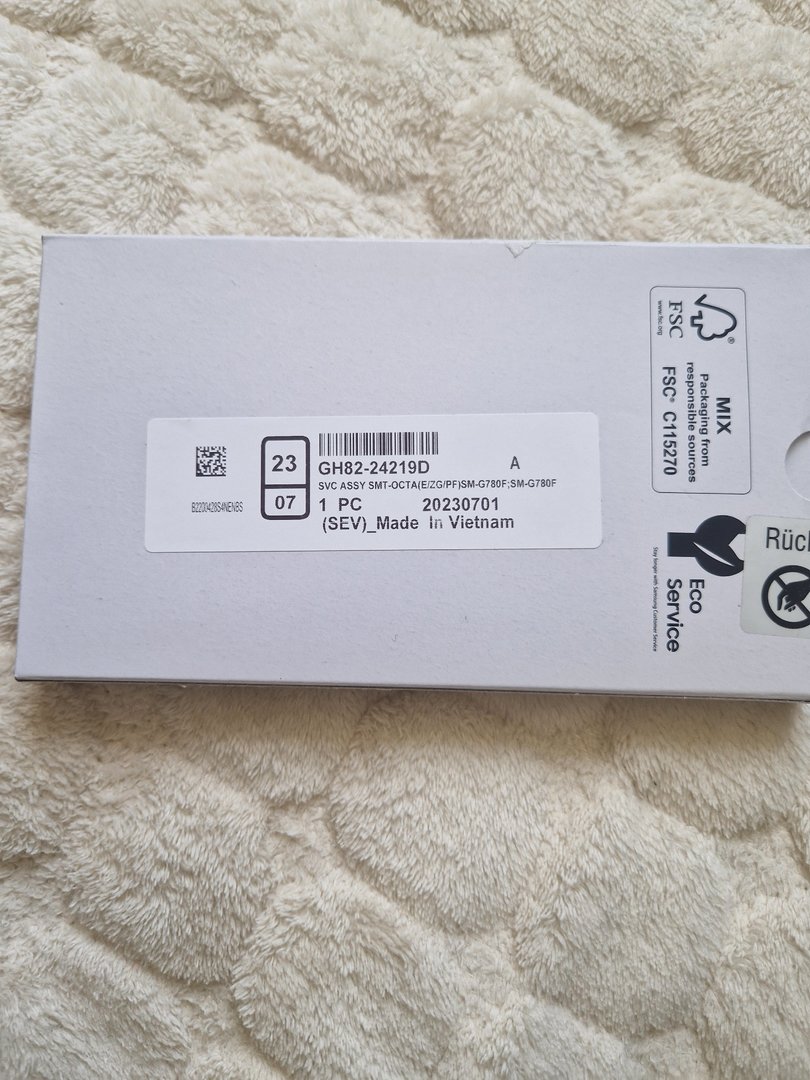 23
07
GH82-24219D A
SVC ASSY SMT-OCTA(E/ZG/PF)SM-G780F;SM-G780F
1 PC 20230701
(SEV)_Made In Vietnam
B2200428S4NENBS
FSC
®
www.fsc.org
MIX
Packaging from
responsible sources
FSC® C115270
Eco
Service
Stay longer with Samsung Customer Service
Rück